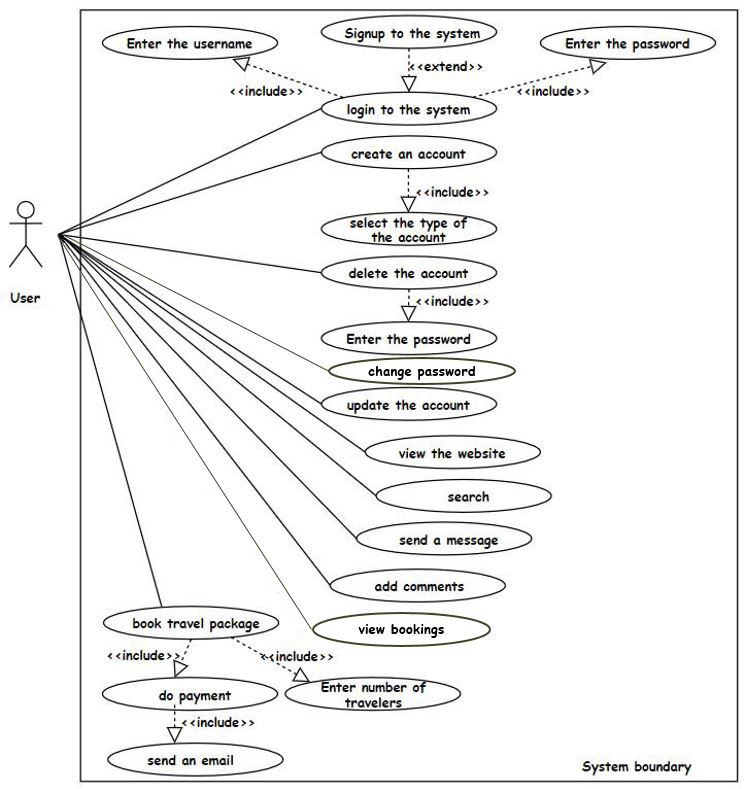 Enter the username
Signup to the system
Enter the password
<<extend>>
<<include>>
<<include>>
login to the system
create an account
<<include>>
select the type of
the account
delete the account
User
<<include>>
Enter the password
change password
update the account
view the website
search
send a message
add comments
book travel package
view bookings
<<include>>
<<include>>
do payment
Enter number of
travelers
<<include>>
send an email
System boundary